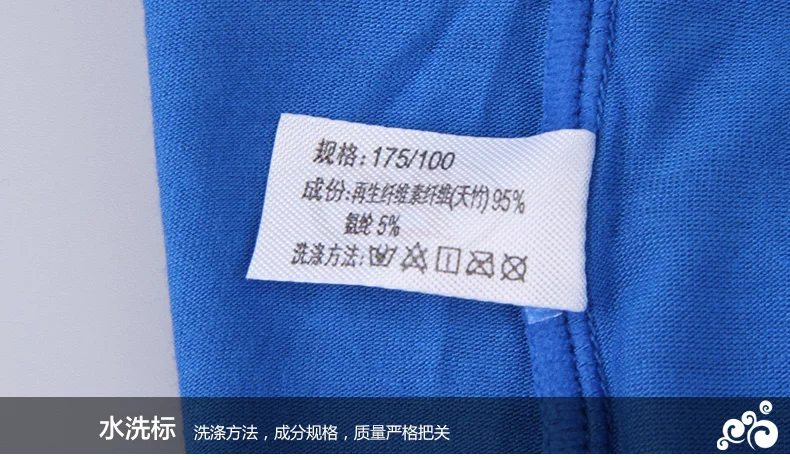 规格:175/100
成份:再生纤维素纤维(天竹)95%
氨纶 5%
洗涤方法:
水洗标 洗涤方法，成分规格，质量严格把关